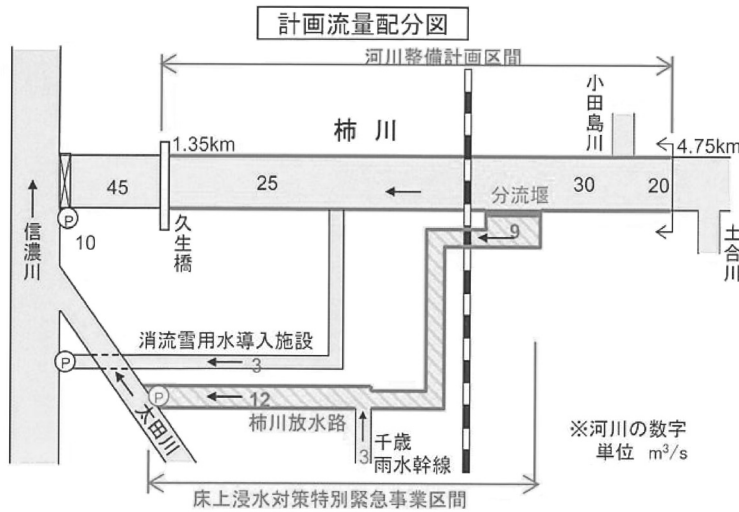 計画流量配分図
河川整備計画区間
小田島川
柿川
1.35km
4.75km
45
25
30
20
分流堰
9
P
10
久生橋
土合川
信濃川
消流雪用水導入施設
P
3
P
12
太田川
柿川放水路
3
千歳
雨水幹線
※河川の数字
単位 m³/s
床上浸水対策特別緊急事業区間